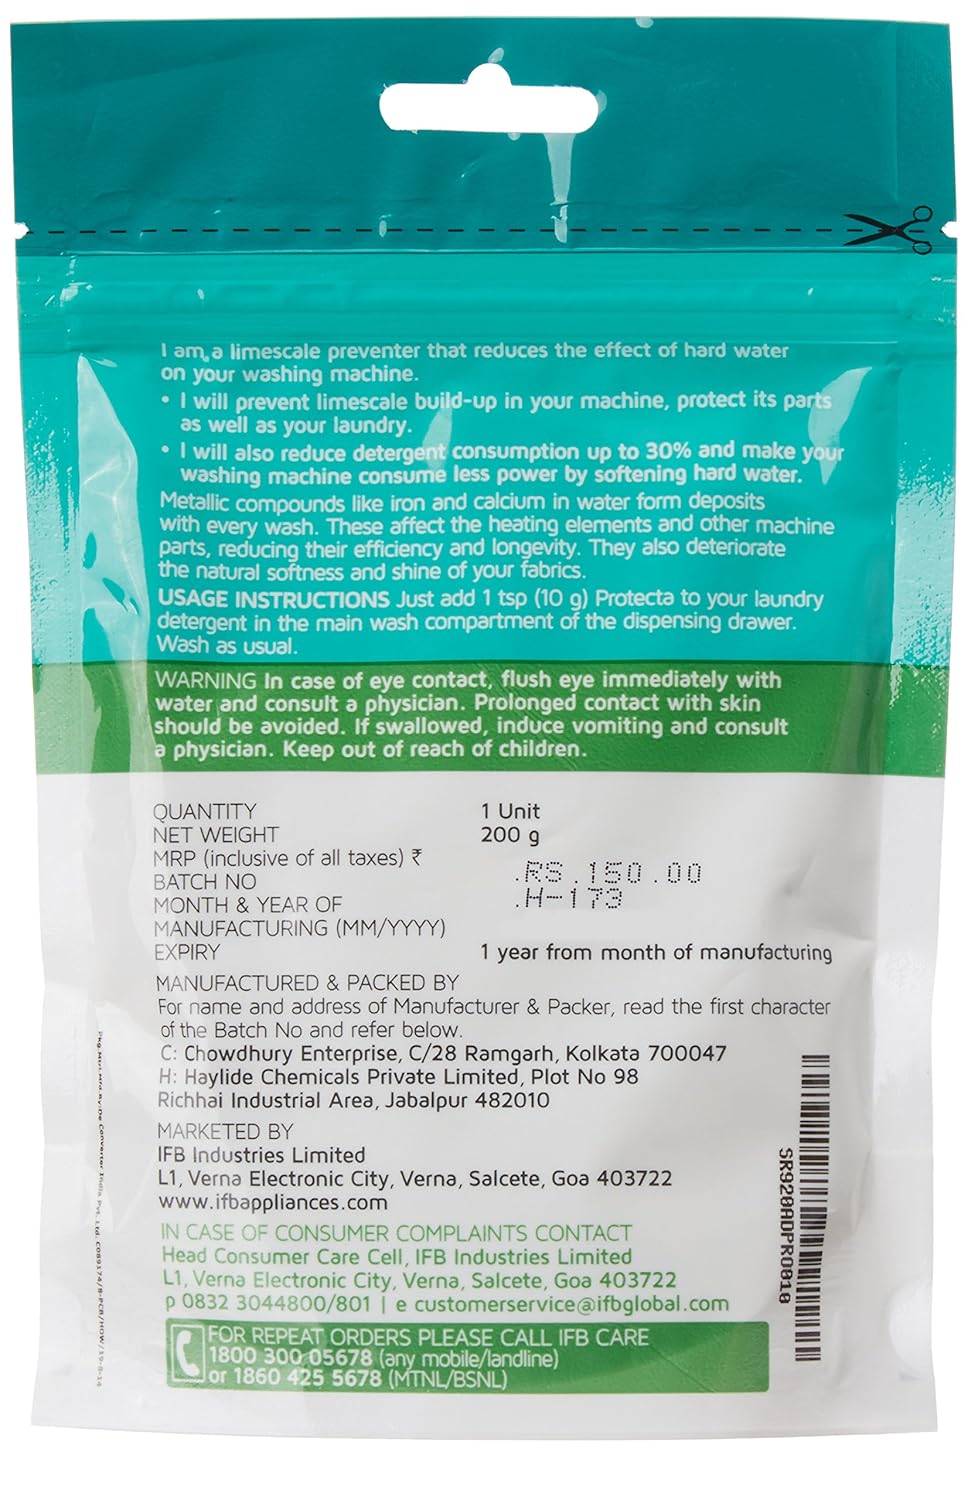 I am a limescale preventer that reduces the effect of hard water
on your washing machine.
• I will prevent limescale build-up in your machine, protect its parts
as well as your laundry.
• I will also reduce detergent consumption up to 30% and make your
washing machine consume less power by softening hard water.
Metallic compounds like iron and calcium in water form deposits
with every wash. These affect the heating elements and other machine
parts, reducing their efficiency and longevity. They also deteriorate
the natural softness and shine of your fabrics.
USAGE INSTRUCTIONS Just add 1 tsp (10 g) Protecta to your laundry
detergent in the main wash compartment of the dispensing drawer.
Wash as usual.
WARNING In case of eye contact, flush eye immediately with
water and consult a physician. Prolonged contact with skin
should be avoided. If swallowed, induce vomiting and consult
a physician. Keep out of reach of children.
QUANTITY 1 Unit
NET WEIGHT 200 g
MRP (inclusive of all taxes) ₹ .RS.150.00
BATCH NO .H-173
MONTH & YEAR OF
MANUFACTURING (MM/YYYY)
EXPIRY 1 year from month of manufacturing
MANUFACTURED & PACKED BY
For name and address of Manufacturer & Packer, read the first character
of the Batch No and refer below.
C: Chowdhury Enterprise, C/28 Ramgarh, Kolkata 700047
H: Haylide Chemicals Private Limited, Plot No 98
Richhai Industrial Area, Jabalpur 482010
MARKETED BY
IFB Industries Limited
L1, Verna Electronic City, Verna, Salcete, Goa 403722
www.ifbappliances.com
IN CASE OF CONSUMER COMPLAINTS CONTACT
Head Consumer Care Cell, IFB Industries Limited
L1, Verna Electronic City, Verna, Salcete, Goa 403722
p 0832 3044800/801 | e customerservice@ifbglobal.com
FOR REPEAT ORDERS PLEASE CALL IFB CARE
1800 300 05678 (any mobile/landline)
or 1860 425 5678 (MTNL/BSNL)
SR920ADPRO010